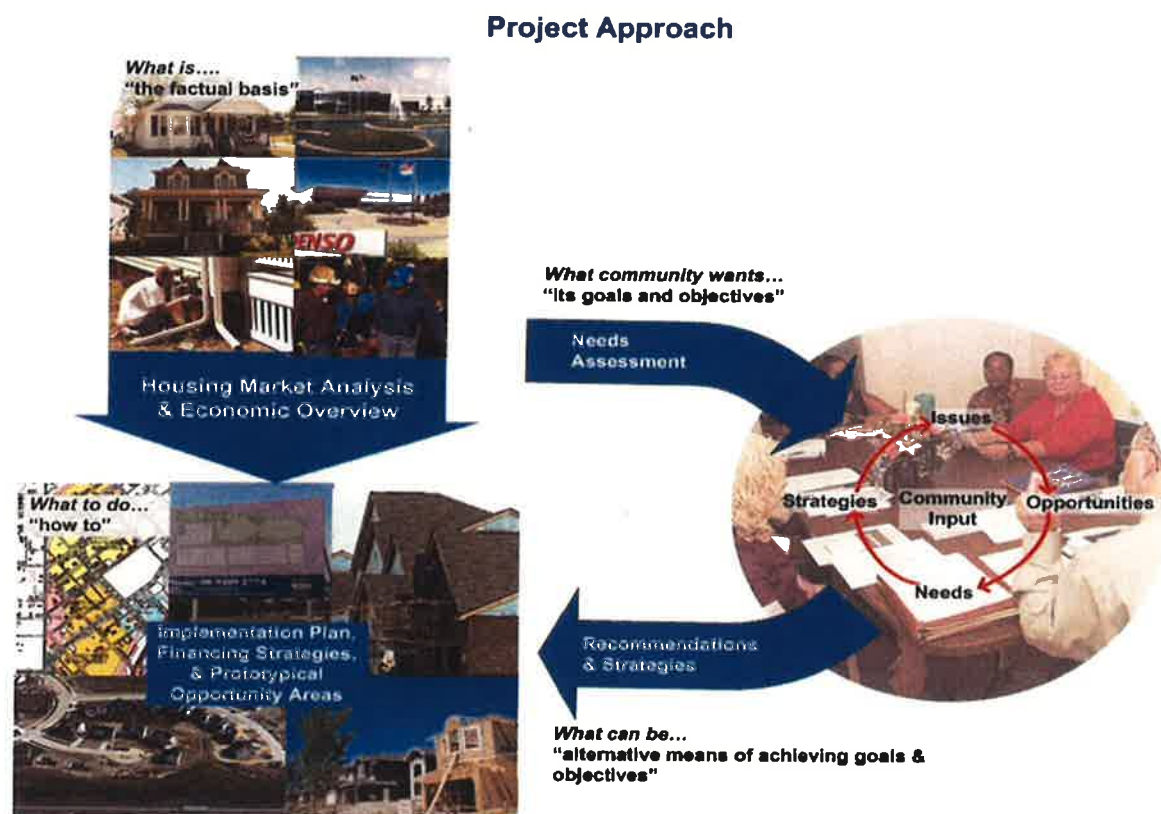 Project Approach
What is....
"the factual basis"
ENSO
Housing Market Analysis
& Economic Overview
What community wants...
"its goals and objectives"
Needs
Assessment
Issues
Strategies
Community
Input
Opportunities
Needs
What to do...
"how to"
Implementation Plan,
Financing Strategies,
& Prototypical
Opportunity Areas
Recommendations
& Strategies
What can be...
"alternative means of achieving goals &
objectives"